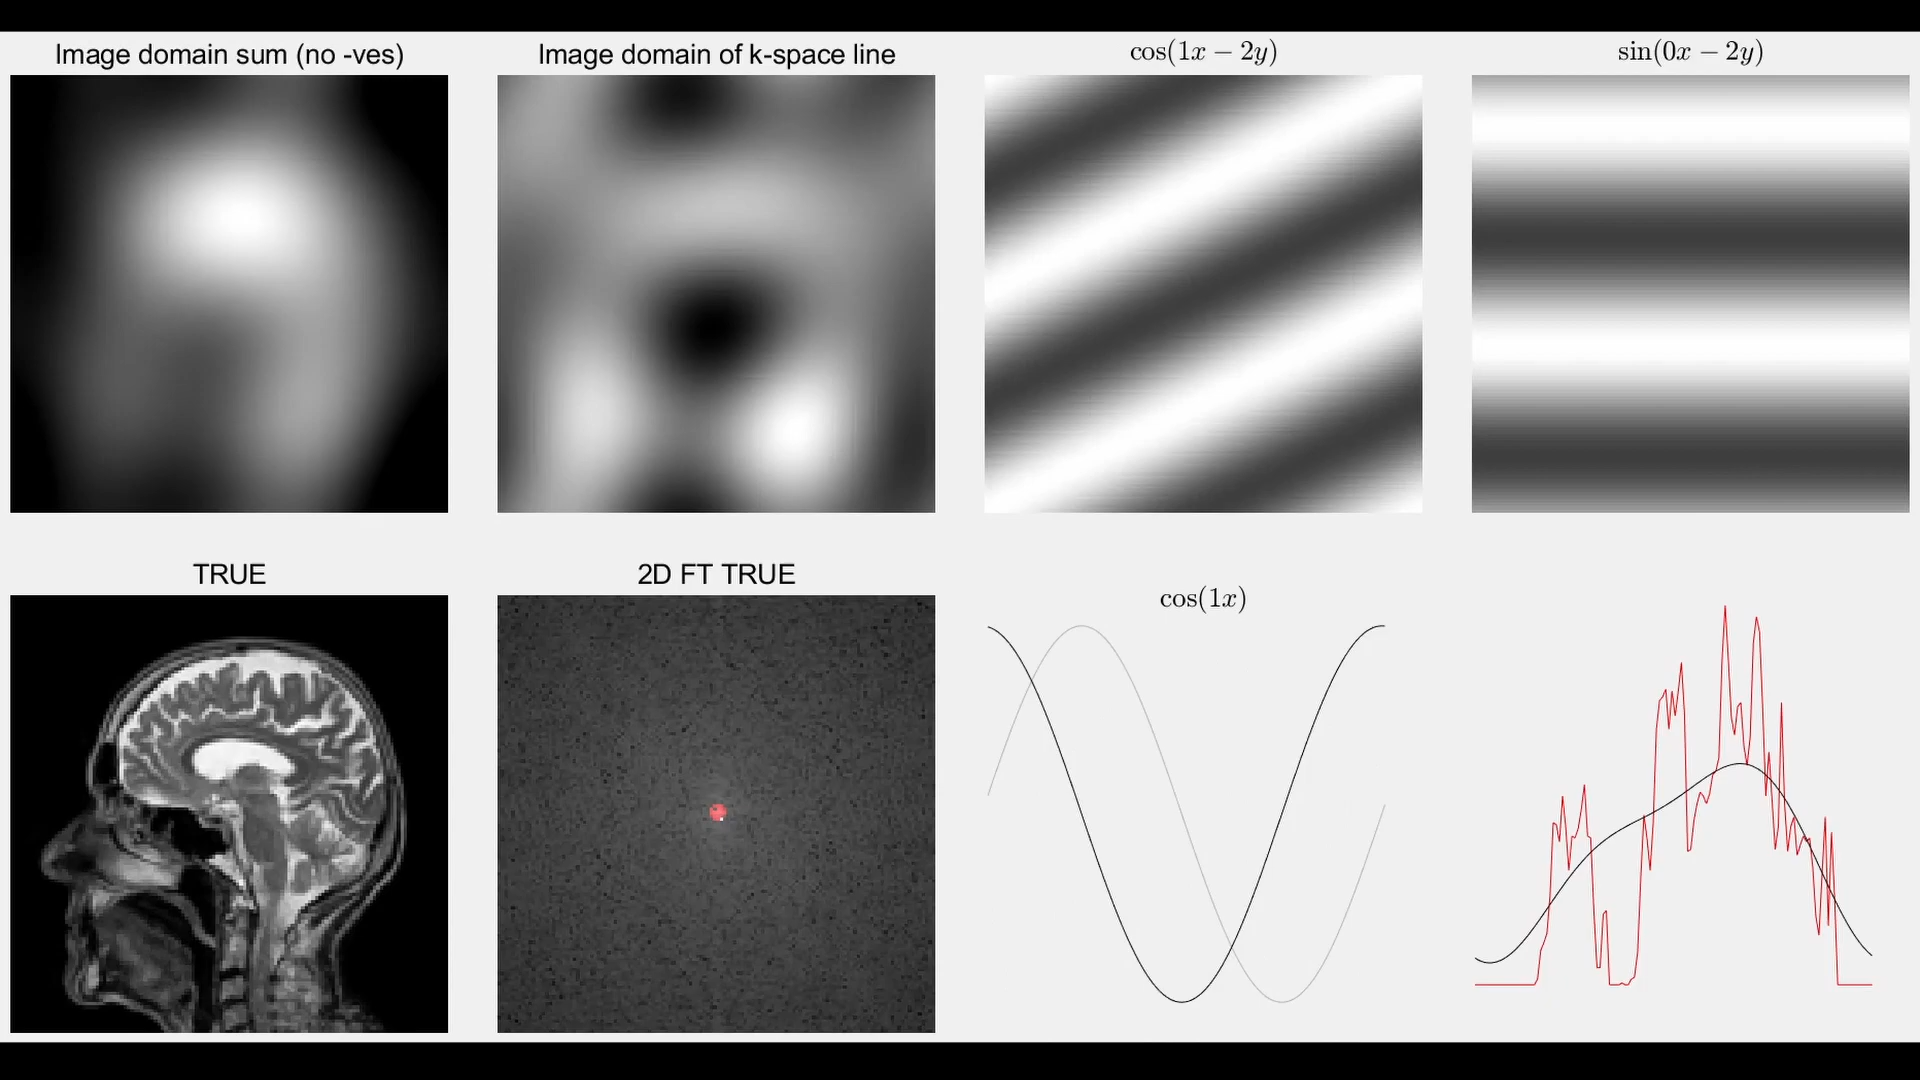 Image domain sum (no -ves)
Image domain of k-space line
cos(1x − 2y)
sin(0x − 2y)
TRUE
2D FT TRUE
cos(1x)